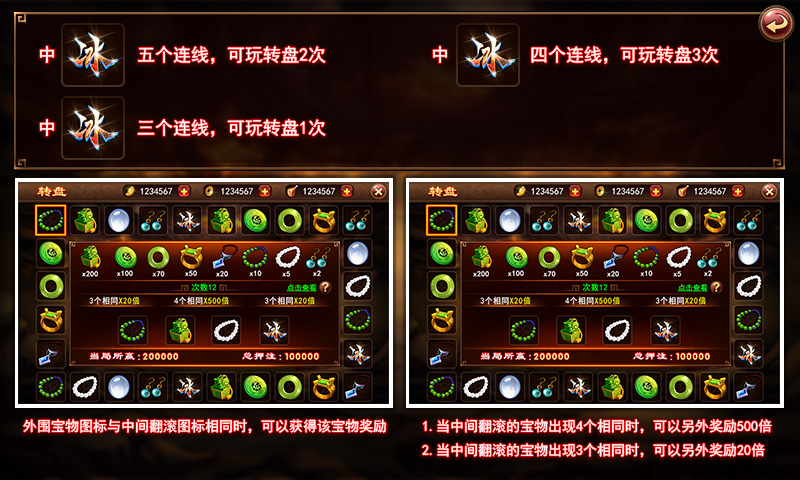 中 冰 五个连线，可玩转盘2次
中 冰 四个连线，可玩转盘3次
中 冰 三个连线，可玩转盘1次
转盘 1234567 1234567 1234567
x200 x100 x70 x50 x20 x10 x5 x2
次数12 点击查看 ?
3个相同X20倍 4个相同X500倍 3个相同X20倍
当局所赢:200000 总押注:100000
转盘 1234567 1234567 1234567
x200 x100 x70 x50 x20 x10 x5 x2
次数12 点击查看 ?
3个相同X20倍 4个相同X500倍 3个相同X20倍
当局所赢:200000 总押注:100000
外围宝物图标与中间翻滚图标相同时，可以获得该宝物奖励
1.当中间翻滚的宝物出现4个相同时，可以另外奖励500倍
2.当中间翻滚的宝物出现3个相同时，可以另外奖励20倍